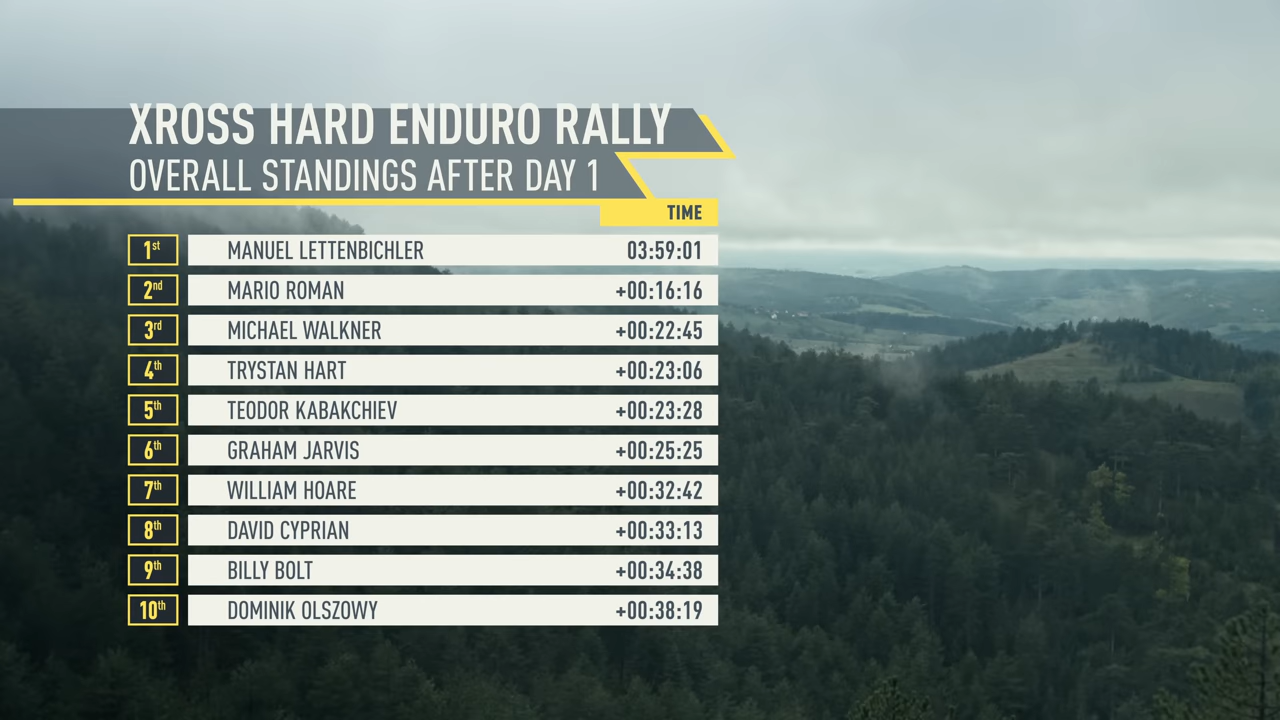 XROSS HARD ENDURO RALLY
OVERALL STANDINGS AFTER DAY 1
TIME
1st MANUEL LETTENBICHLER 03:59:01
2nd MARIO ROMAN +00:16:16
3rd MICHAEL WALKNER +00:22:45
4th TRYSTAN HART +00:23:06
5th TEODOR KABAKCHIEV +00:23:28
6th GRAHAM JARVIS +00:25:25
7th WILLIAM HOARE +00:32:42
8th DAVID CYPRIAN +00:33:13
9th BILLY BOLT +00:34:38
10th DOMINIK OLSZOWY +00:38:19